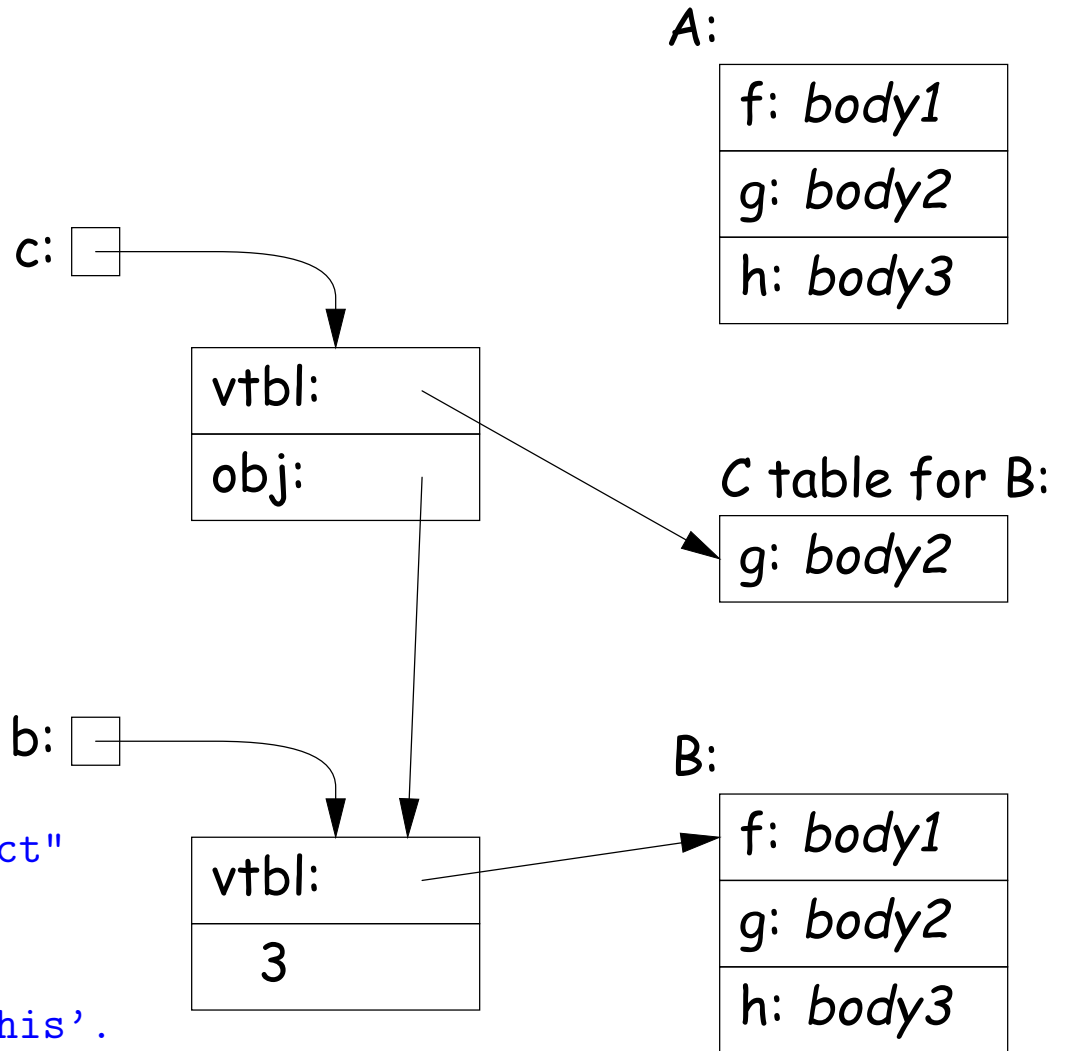 A:
f: body1
g: body2
h: body3
c:
vtbl:
obj:
C table for B:
g: body2
b:
B:
ct"
vtbl:
3
f: body1
g: body2
h: body3
his’.